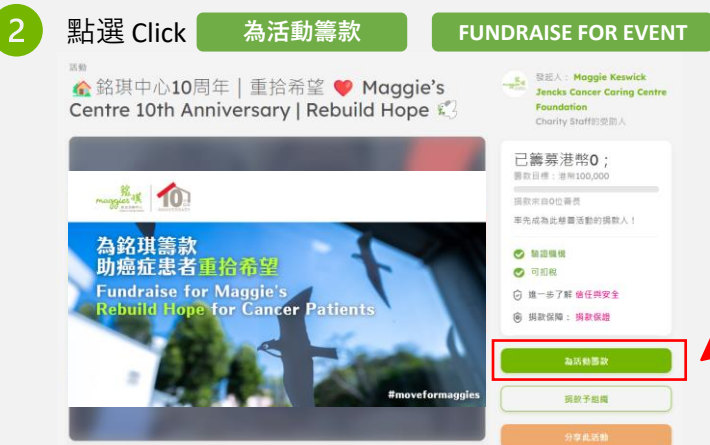 2 點選 Click 為活動籌款 FUNDRAISE FOR EVENT
活動
銘琪中心10周年｜重拾希望 Maggie's
Centre 10th Anniversary | Rebuild Hope
發起人： Maggie Keswick
Jencks Cancer Caring Centre
Foundation
Charity Staff的受助人
maggie's 銘琪 10
為銘琪籌款
助癌症患者重拾希望
Fundraise for Maggie's
Rebuild Hope for Cancer Patients
#moveformaggies
已籌募港幣0；
籌款目標：港幣100,000
捐款來自0位善長
率先成為此慈善活動的捐款人！
驗證機構
可扣稅
進一步了解 信任與安全
捐款保障： 捐款保證
為活動籌款
捐款予組織
分享此活動